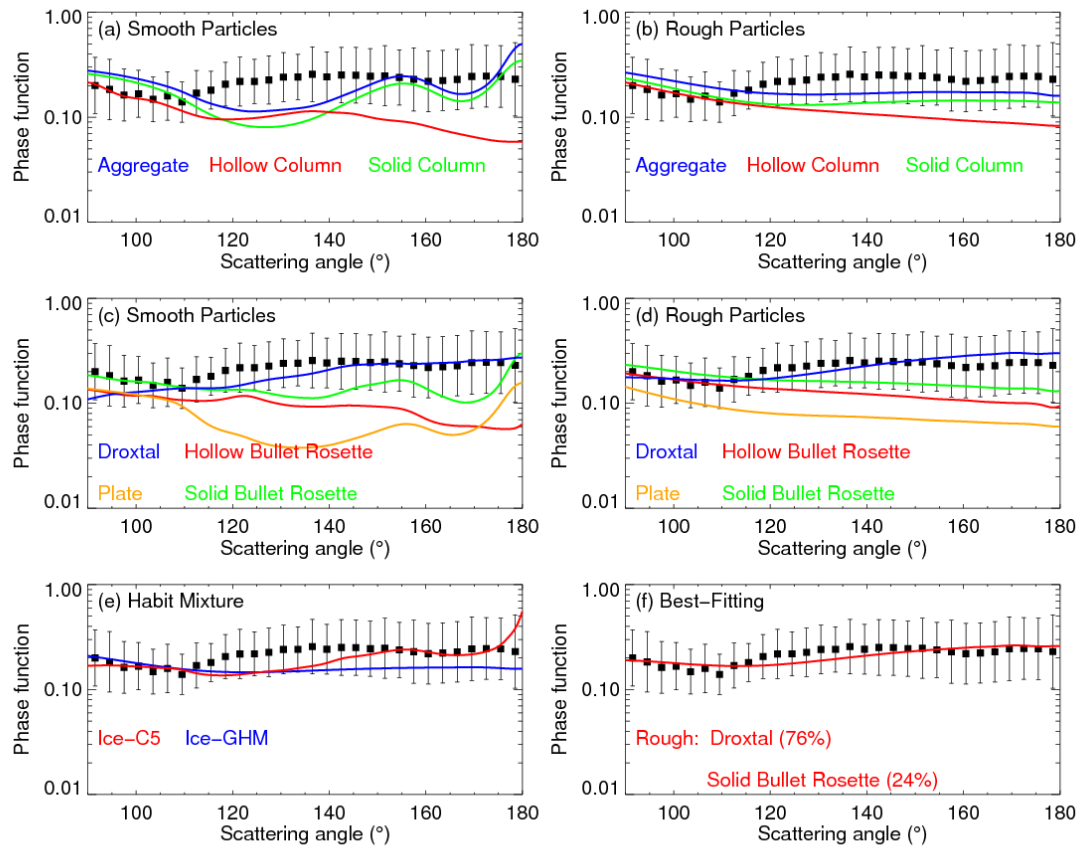 (a) Smooth Particles
1.00
0.10
0.01
Phase function
Aggregate Hollow Column Solid Column
100 120 140 160 180
Scattering angle (°)
(b) Rough Particles
1.00
0.10
0.01
Phase function
Aggregate Hollow Column Solid Column
100 120 140 160 180
Scattering angle (°)
(c) Smooth Particles
1.00
0.10
0.01
Phase function
Droxtal Hollow Bullet Rosette
Plate Solid Bullet Rosette
100 120 140 160 180
Scattering angle (°)
(d) Rough Particles
1.00
0.10
0.01
Phase function
Droxtal Hollow Bullet Rosette
Plate Solid Bullet Rosette
100 120 140 160 180
Scattering angle (°)
(e) Habit Mixture
1.00
0.10
0.01
Phase function
Ice−C5 Ice−GHM
100 120 140 160 180
Scattering angle (°)
(f) Best−Fitting
1.00
0.10
0.01
Phase function
Rough: Droxtal (76%)
Solid Bullet Rosette (24%)
100 120 140 160 180
Scattering angle (°)